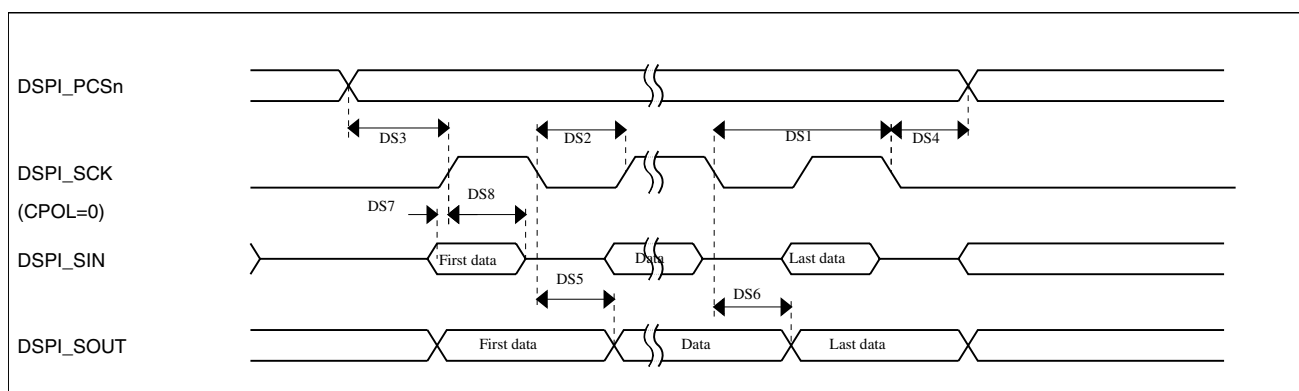 DSPI_PCSn
DS3
DS2
DS1
DS4
DSPI_SCK
(CPOL=0)
DS7
DS8
DSPI_SIN
First data
Data
Last data
DS5
DS6
DSPI_SOUT
First data
Data
Last data